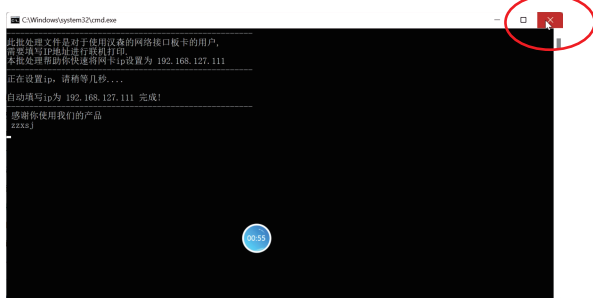 C:\Windows\system32\cmd.exe
此批处理文件是对于使用汉森的网络接口板卡的用户,
需要填写IP地址进行联机打印.
本批处理帮助你快速将网卡ip设置为 192.168.127.111
正在设置ip, 请稍等几秒....
自动填写ip为 192.168.127.111 完成!
感谢你使用我们的产品
zzxsj
00:55